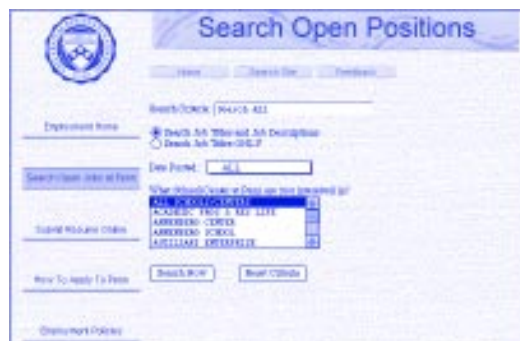 Search Open Positions
Home Search Site Feedback
Employment Home
Search Criteria: Search All
Search Job Titles and Job Descriptions
Search Job Titles ONLY
Search Open Jobs at Penn
Date Posted: ALL
What School/Center at Penn are you interested in?
ALL SCHOOLS/CENTERS
ACADEMIC PROG & RES LIFE
ANNENBERG CENTER
ANNENBERG SCHOOL
AUXILIARY ENTERPRISE
Submit Resume Online
Search Now Reset Criteria
How To Apply To Penn
Employment Policies